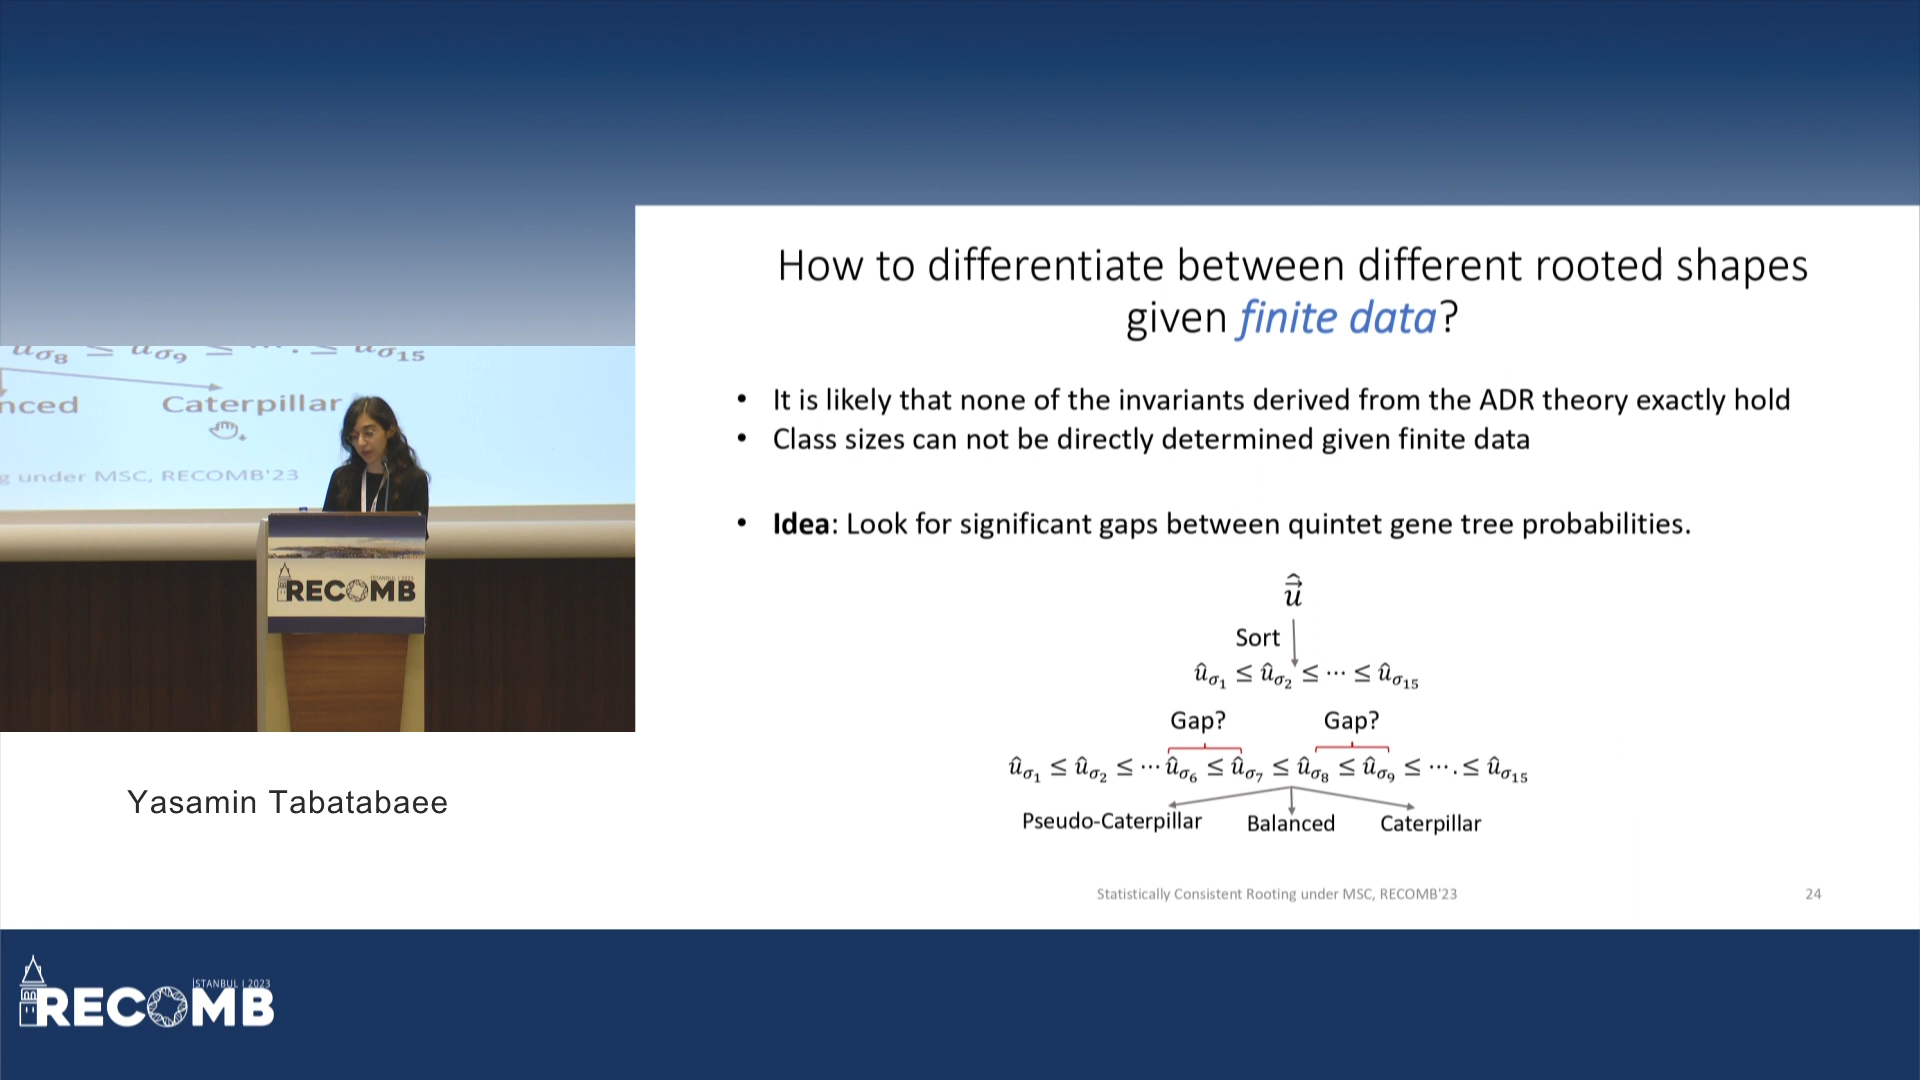 How to differentiate between different rooted shapes
given finite data?
• It is likely that none of the invariants derived from the ADR theory exactly hold
• Class sizes can not be directly determined given finite data
• Idea: Look for significant gaps between quintet gene tree probabilities.
û⃗
Sort
û_σ₁ ≤ û_σ₂ ≤ ⋯ ≤ û_σ₁₅
Gap? Gap?
û_σ₁ ≤ û_σ₂ ≤ ⋯ û_σ₆ ≤ û_σ₇ ≤ û_σ₈ ≤ û_σ₉ ≤ ⋯ . ≤ û_σ₁₅
Pseudo-Caterpillar Balanced Caterpillar
Statistically Consistent Rooting under MSC, RECOMB'23 24
u_σ₈ ≤ u_σ₉ ≤ ⋯ . ≤ u_σ₁₅
nced Caterpillar
g under MSC, RECOMB'23
İSTANBUL | 2023
RECOMB
Yasamin Tabatabaee
İSTANBUL | 2023
RECOMB